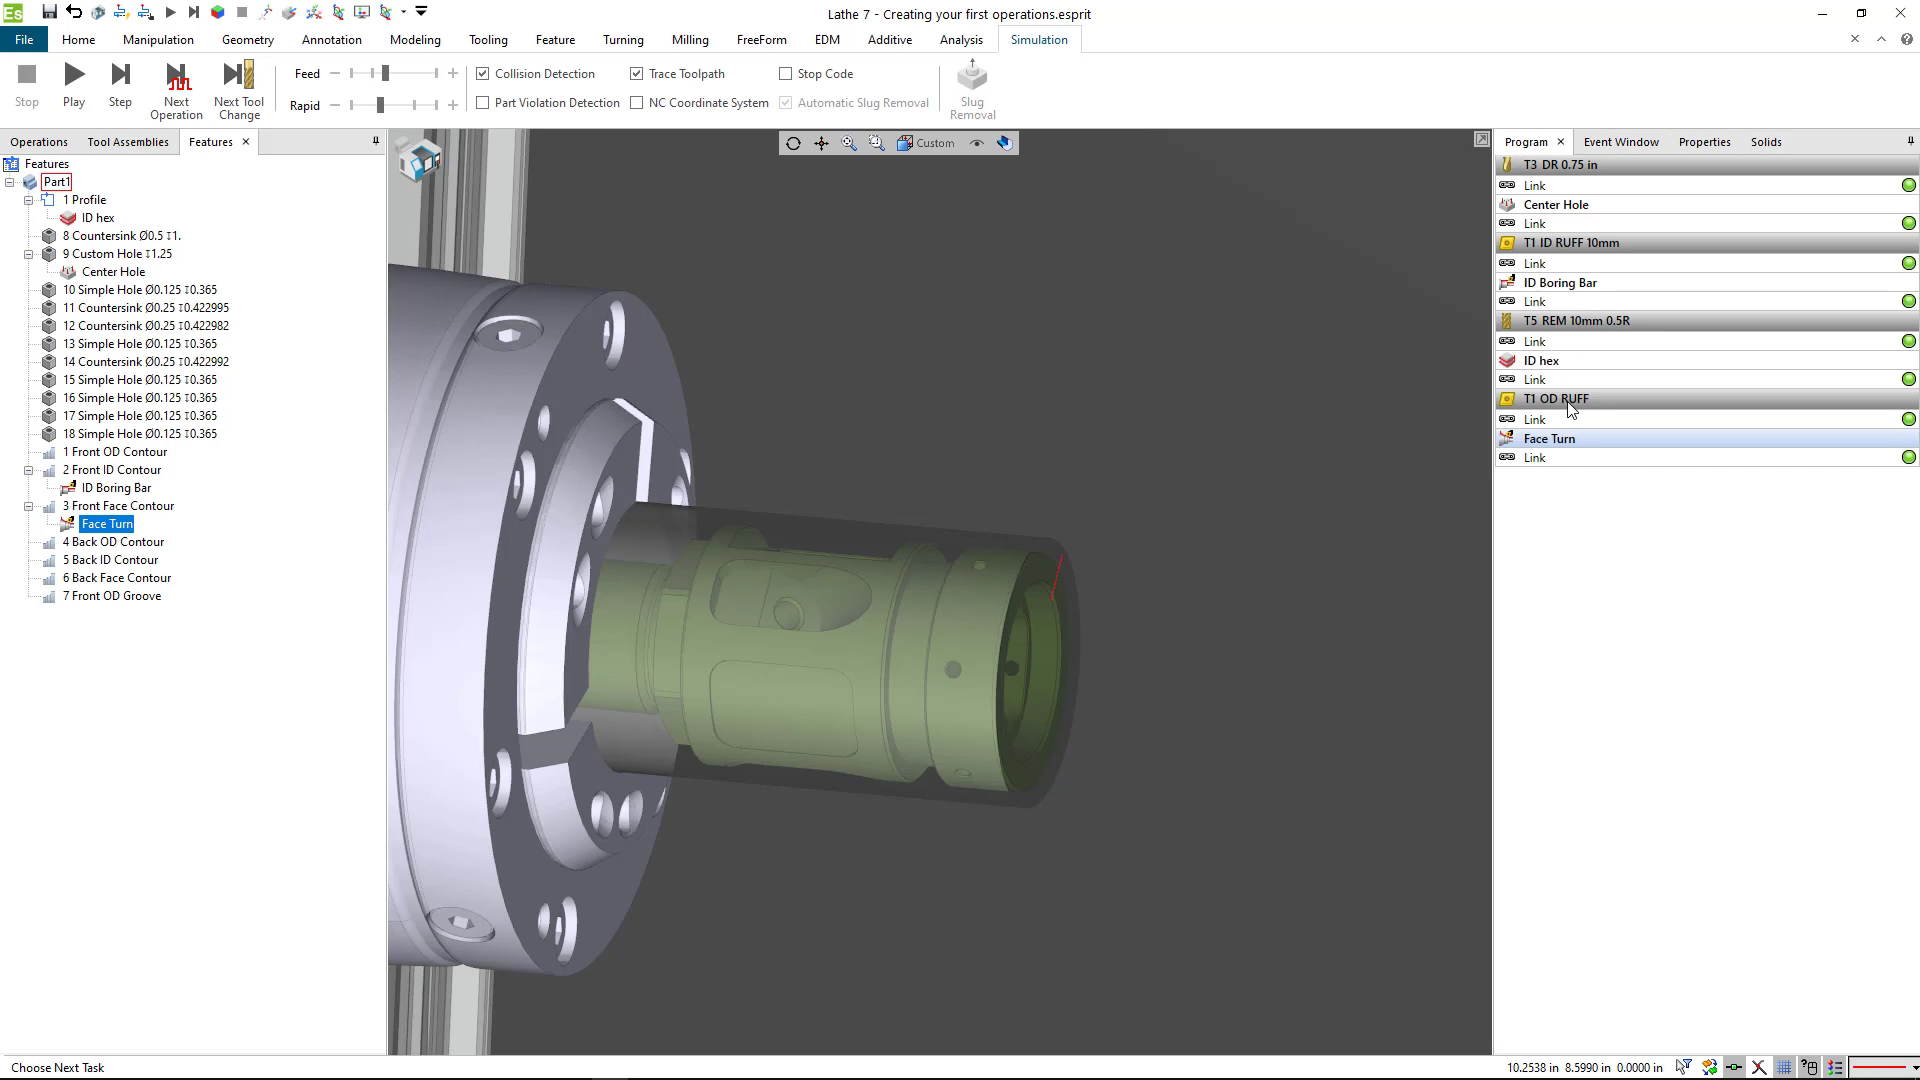 Es
Lathe 7 - Creating your first operations.esprit
File Home Manipulation Geometry Annotation Modeling Tooling Feature Turning Milling FreeForm EDM Additive Analysis Simulation
Stop
Play
Step
Next Operation
Next Tool Change
Feed
Rapid
Collision Detection Trace Toolpath Stop Code
Part Violation Detection NC Coordinate System Automatic Slug Removal
Slug Removal
Operations Tool Assemblies Features
Features
Part1
1 Profile
ID hex
8 Countersink Ø0.5 ↧1.
9 Custom Hole ↧1.25
Center Hole
10 Simple Hole Ø0.125 ↧0.365
11 Countersink Ø0.25 ↧0.422995
12 Countersink Ø0.25 ↧0.422982
13 Simple Hole Ø0.125 ↧0.365
14 Countersink Ø0.25 ↧0.422992
15 Simple Hole Ø0.125 ↧0.365
16 Simple Hole Ø0.125 ↧0.365
17 Simple Hole Ø0.125 ↧0.365
18 Simple Hole Ø0.125 ↧0.365
1 Front OD Contour
2 Front ID Contour
ID Boring Bar
3 Front Face Contour
Face Turn
4 Back OD Contour
5 Back ID Contour
6 Back Face Contour
7 Front OD Groove
Custom
Program Event Window Properties Solids
T3 DR 0.75 in
Link
Center Hole
Link
T1 ID RUFF 10mm
Link
ID Boring Bar
Link
T5 REM 10mm 0.5R
Link
ID hex
Link
T1 OD RUFF
Link
Face Turn
Link
Choose Next Task
10.2538 in 8.5990 in 0.0000 in